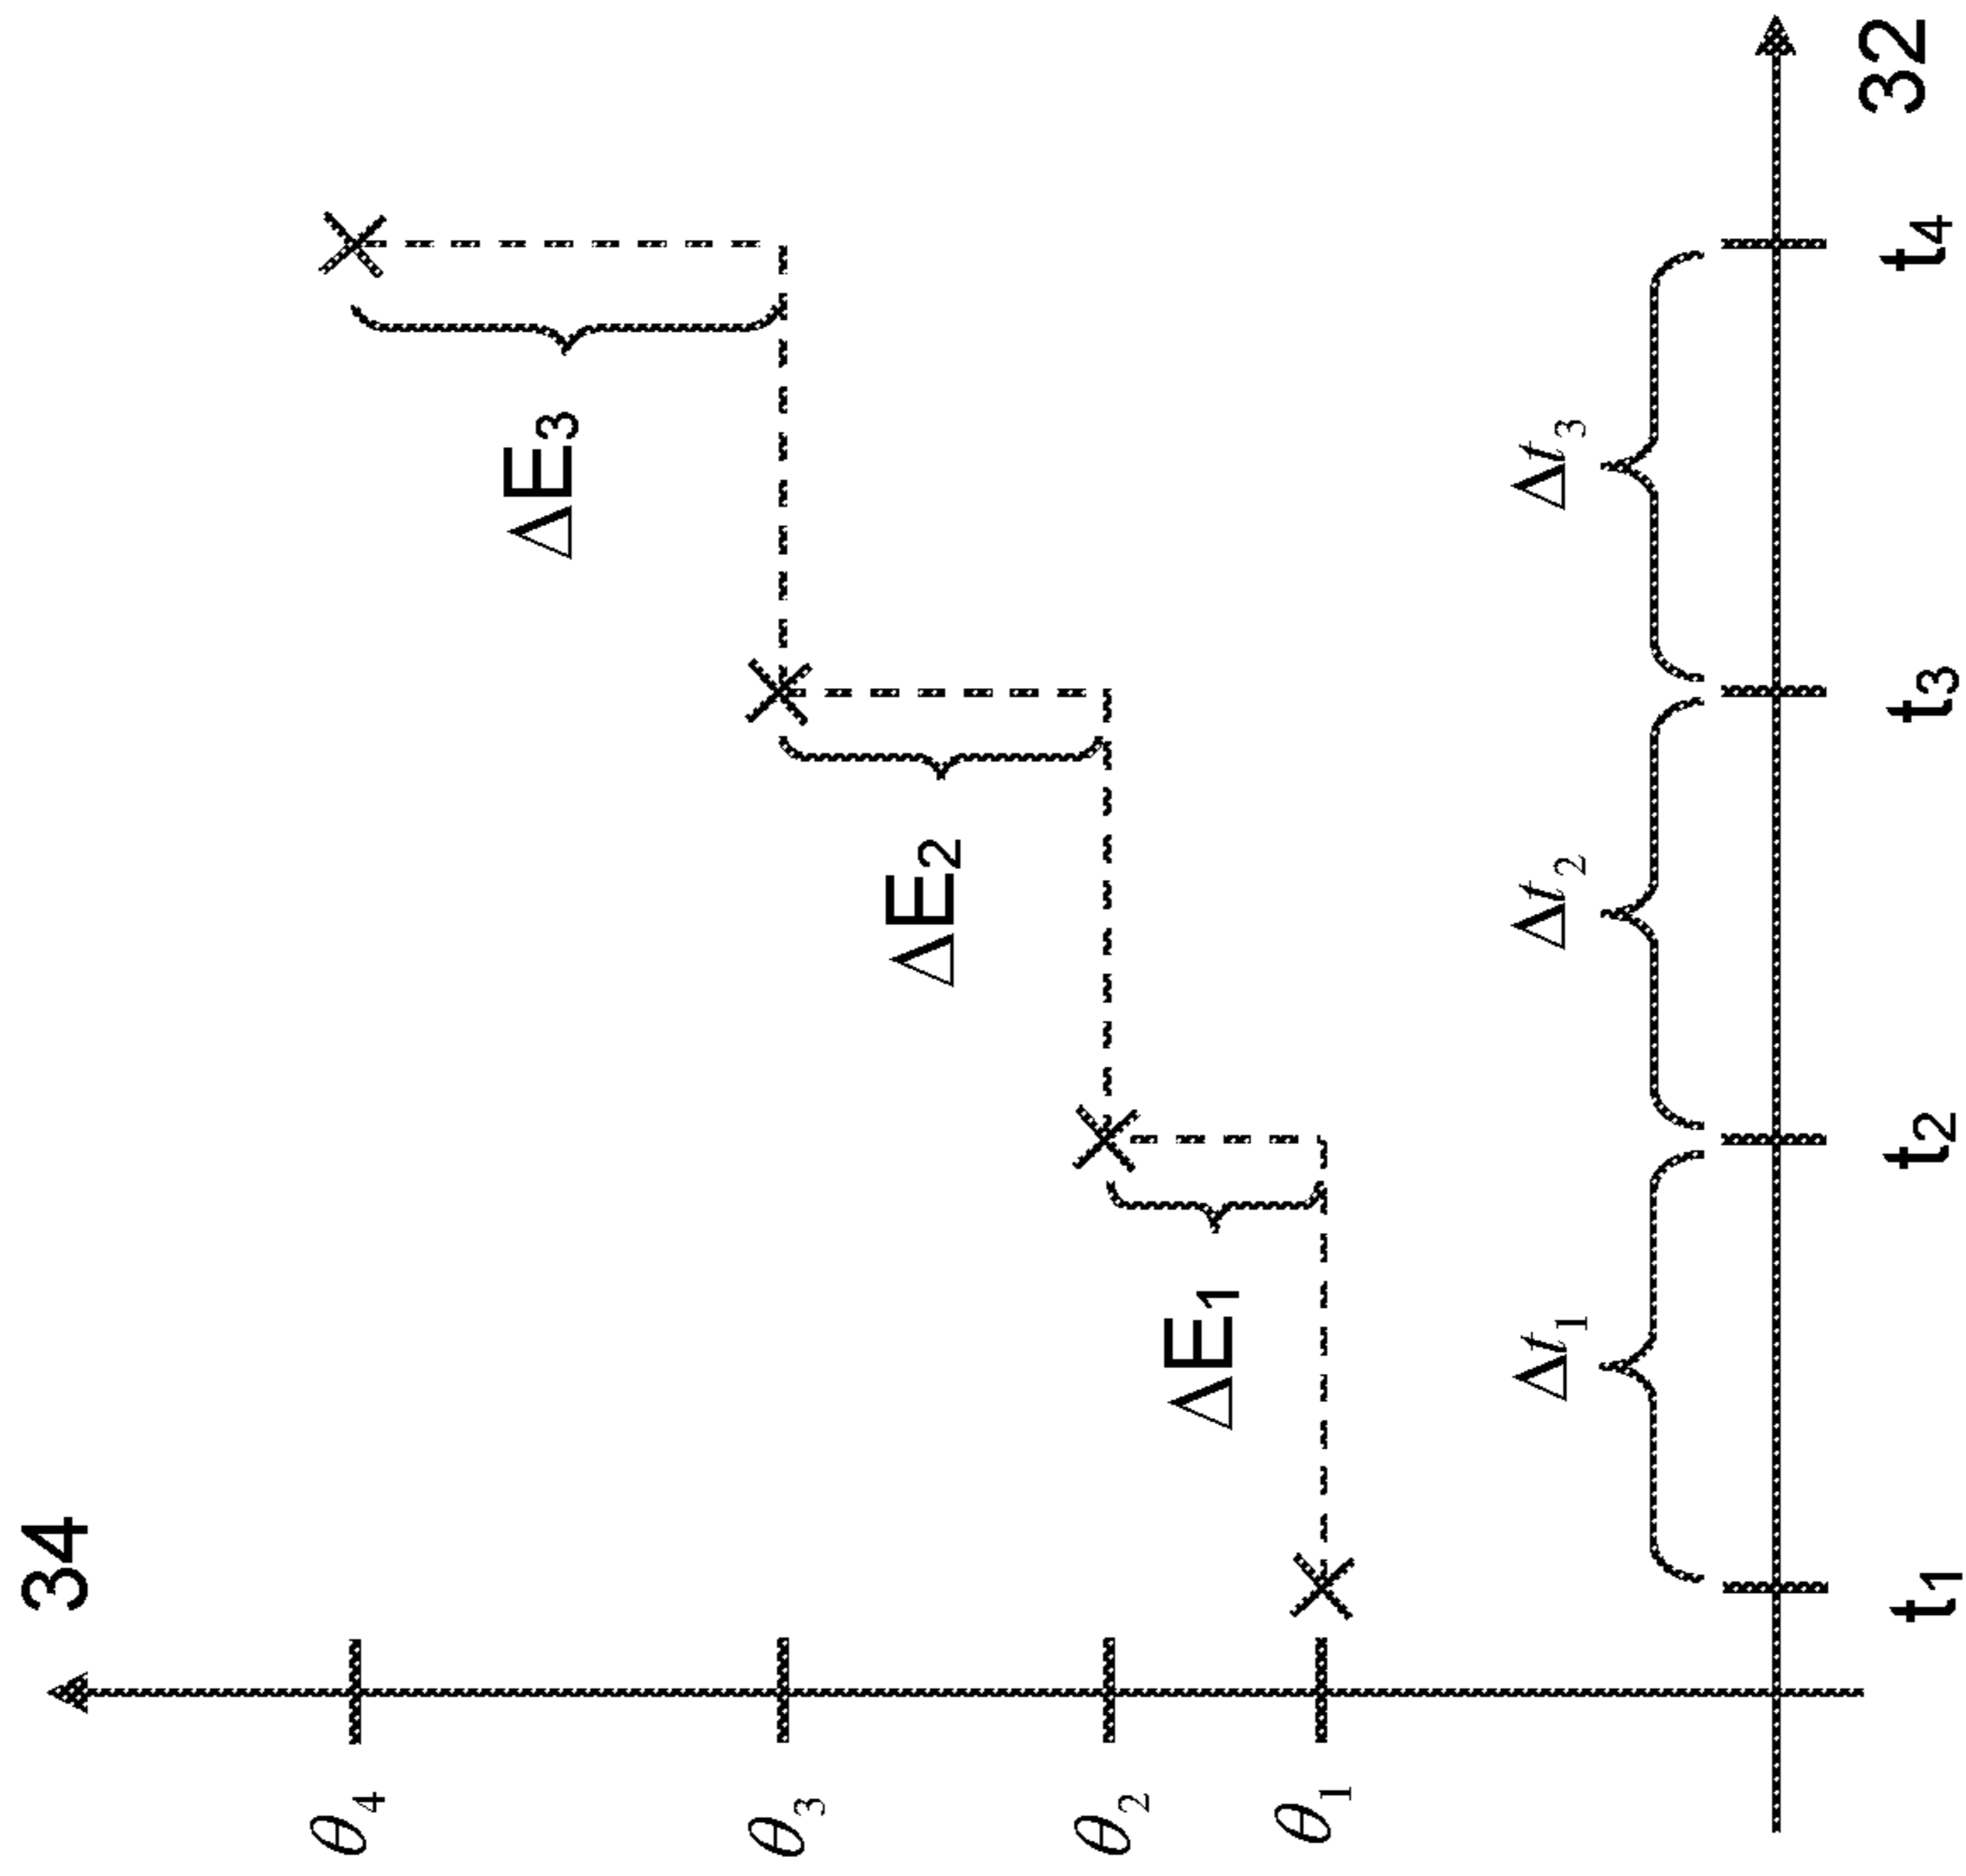 34
θ₄
θ₃
θ₂
θ₁
ΔE₃
ΔE₂
ΔE₁
Δt₁
Δt₂
Δt₃
t₁
t₂
t₃
t₄
32